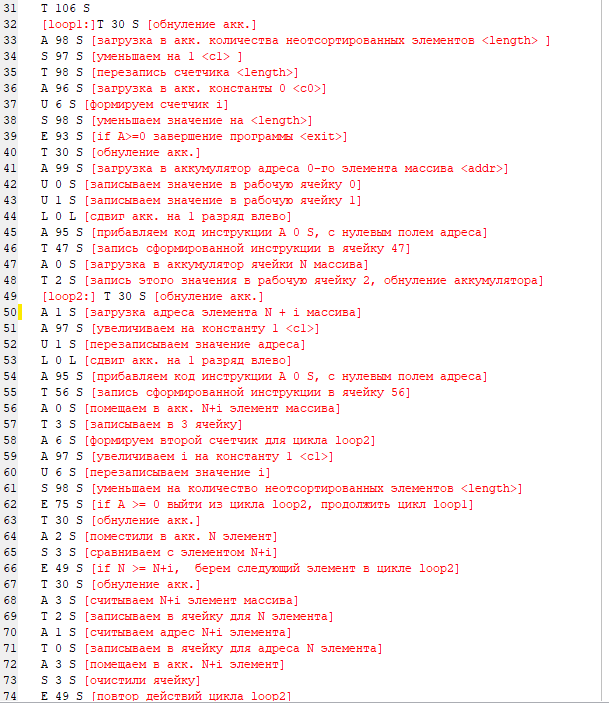 31 T 106 S
32 [loop1:]T 30 S [обнуление акк.]
33 A 98 S [загрузка в акк. количества неотсортированных элементов <length> ]
34 S 97 S [уменьшаем на 1 <c1> ]
35 T 98 S [перезапись счетчика <length>]
36 A 96 S [загрузка в акк. константы 0 <c0>]
37 U 6 S [формируем счетчик i]
38 S 98 S [уменьшаем значение на <length>]
39 E 93 S [if A>=0 завершение программы <exit>]
40 T 30 S [обнуление акк.]
41 A 99 S [загрузка в аккумулятор адреса 0-го элемента массива <addr>]
42 U 0 S [записываем значение в рабочую ячейку 0]
43 U 1 S [записываем значение в рабочую ячейку 1]
44 L 0 L [сдвиг акк. на 1 разряд влево]
45 A 95 S [прибавляем код инструкции A 0 S, с нулевым полем адреса]
46 T 47 S [запись сформированной инструкции в ячейку 47]
47 A 0 S [загрузка в аккумулятор ячейки N массива]
48 T 2 S [запись этого значения в рабочую ячейку 2, обнуление аккумулятора]
49 [loop2:] T 30 S [обнуление акк.]
50 A 1 S [загрузка адреса элемента N + i массива]
51 A 97 S [увеличиваем на константу 1 <c1>]
52 U 1 S [перезаписываем значение адреса]
53 L 0 L [сдвиг акк. на 1 разряд влево]
54 A 95 S [прибавляем код инструкции A 0 S, с нулевым полем адреса]
55 T 56 S [запись сформированной инструкции в ячейку 56]
56 A 0 S [помещаем в акк. N+i элемент массива]
57 T 3 S [записываем в 3 ячейку]
58 A 6 S [формируем второй счетчик для цикла loop2]
59 A 97 S [увеличиваем i на константу 1 <c1>]
60 U 6 S [перезаписываем значение i]
61 S 98 S [уменьшаем на количество неотсортированных элементов <length>]
62 E 75 S [if A >= 0 выйти из цикла loop2, продолжить цикл loop1]
63 T 30 S [обнуление акк.]
64 A 2 S [поместили в акк. N элемент]
65 S 3 S [сравниваем с элементом N+i]
66 E 49 S [if N >= N+i,  берем следующий элемент в цикле loop2]
67 T 30 S [обнуление акк.]
68 A 3 S [считываем N+i элемент массива]
69 T 2 S [записываем в ячейку для N элемента]
70 A 1 S [считываем адрес N+i элемента]
71 T 0 S [записываем в ячейку для адреса N элемента]
72 A 3 S [помещаем в акк. N+i элемент]
73 S 3 S [очистили ячейку]
74 E 49 S [повтор действий цикла loop2]